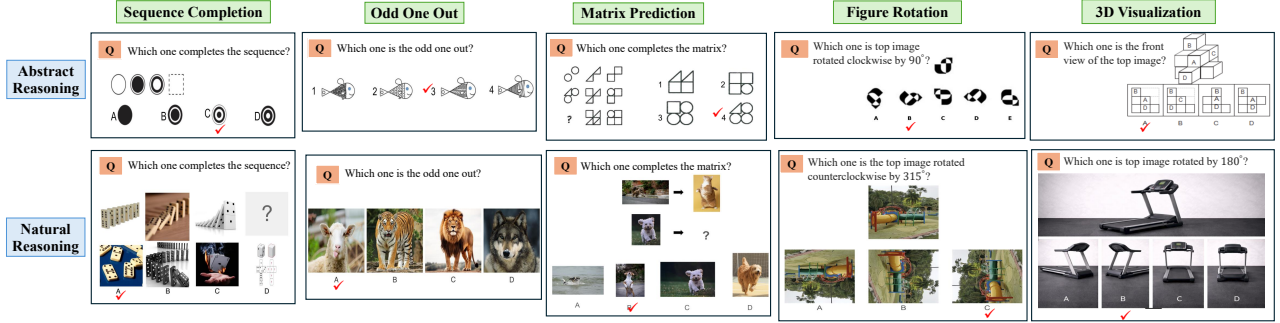 Sequence Completion
Odd One Out
Matrix Prediction
Figure Rotation
3D Visualization
Abstract
Reasoning
Q Which one completes the sequence?
A B C D
Q Which one is the odd one out?
1 2 3 4
Q Which one completes the matrix?
?
1 2
3 4
Q Which one is top image
rotated clockwise by 90°?
A B C D E
Q Which one is the front
view of the top image?
B
C
A
D
B B B B
A C A A
D D D D
A B C D
Natural
Reasoning
Q Which one completes the sequence?
?
A B C D
Q Which one is the odd one out?
A B C D
Q Which one completes the matrix?
?
A B C D
Q Which one is the top image rotated
counterclockwise by 315°?
A B C
Q Which one is top image rotated by 180°?
A B C D